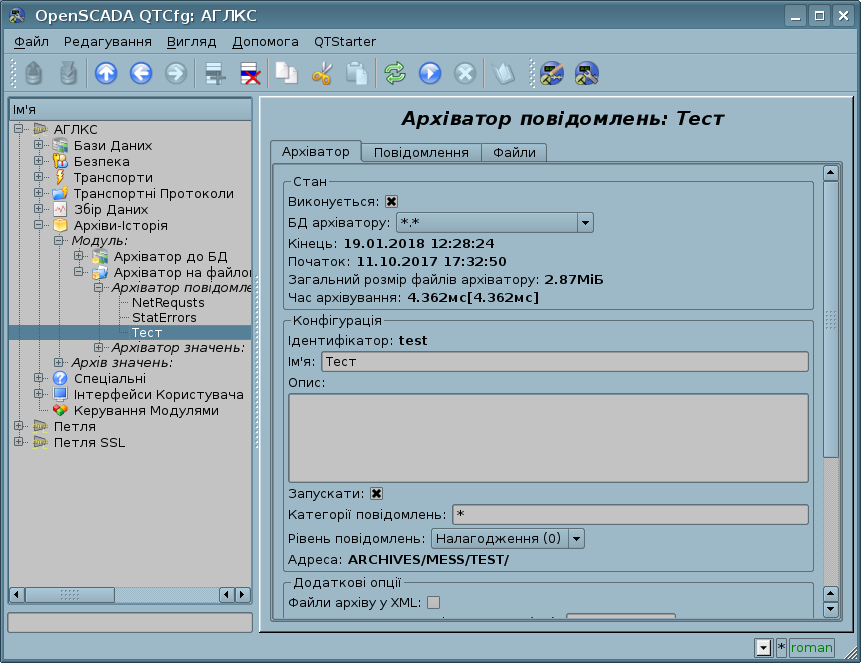 OpenSCADA QTCfg: АГЛКС
Файл Редагування Вигляд Допомога QTStarter
Ім'я
АГЛКС
Бази Даних
Безпека
Транспорти
Транспортні Протоколи
Збір Даних
Архіви-Історія
Модуль:
Архіватор до БД
Архіватор на файло
Архіватор повідомле
NetRequsts
StatErrors
Тест
Архіватор значень:
Архів значень:
Спеціальні
Інтерфейси Користувача
Керування Модулями
Петля
Петля SSL
Архіватор повідомлень: Тест
Архіватор Повідомлення Файли
Стан
Виконується:
БД архіватору: *.*
Кінець: 19.01.2018 12:28:24
Початок: 11.10.2017 17:32:50
Загальний розмір файлів архіватору: 2.87МіБ
Час архівування: 4.362мс[4.362мс]
Конфігурація
Ідентифікатор: test
Ім'я: Тест
Опис:
Запускати:
Категорії повідомлень: *
Рівень повідомлень: Налагодження (0)
Адреса: ARCHIVES/MESS/TEST/
Додаткові опції
Файли архіву у XML:
* roman